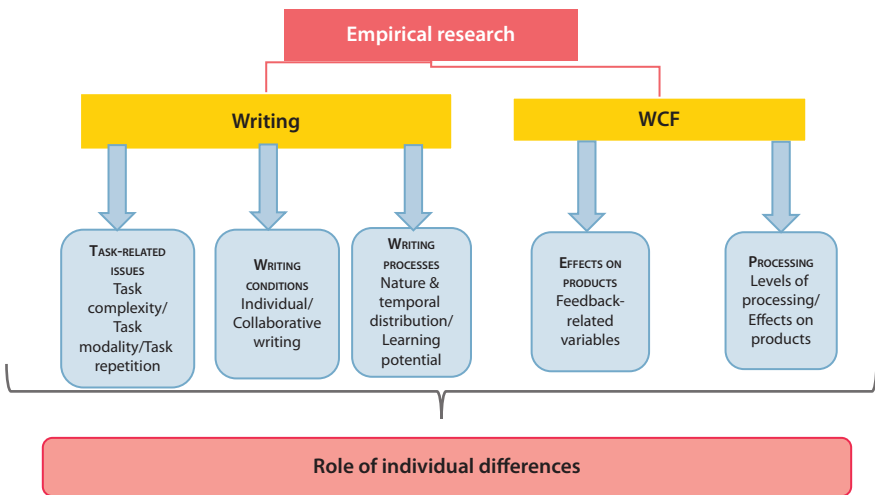 Empirical research
Writing
WCF
TASK-RELATED
ISSUES
Task
complexity/
Task
modality/Task
repetition
WRITING
CONDITIONS
Individual/
Collaborative
writing
WRITING
PROCESSES
Nature &
temporal
distribution/
Learning
potential
EFFECTS ON
PRODUCTS
Feedback-
related
variables
PROCESSING
Levels of
processing/
Effects on
products
Role of individual differences